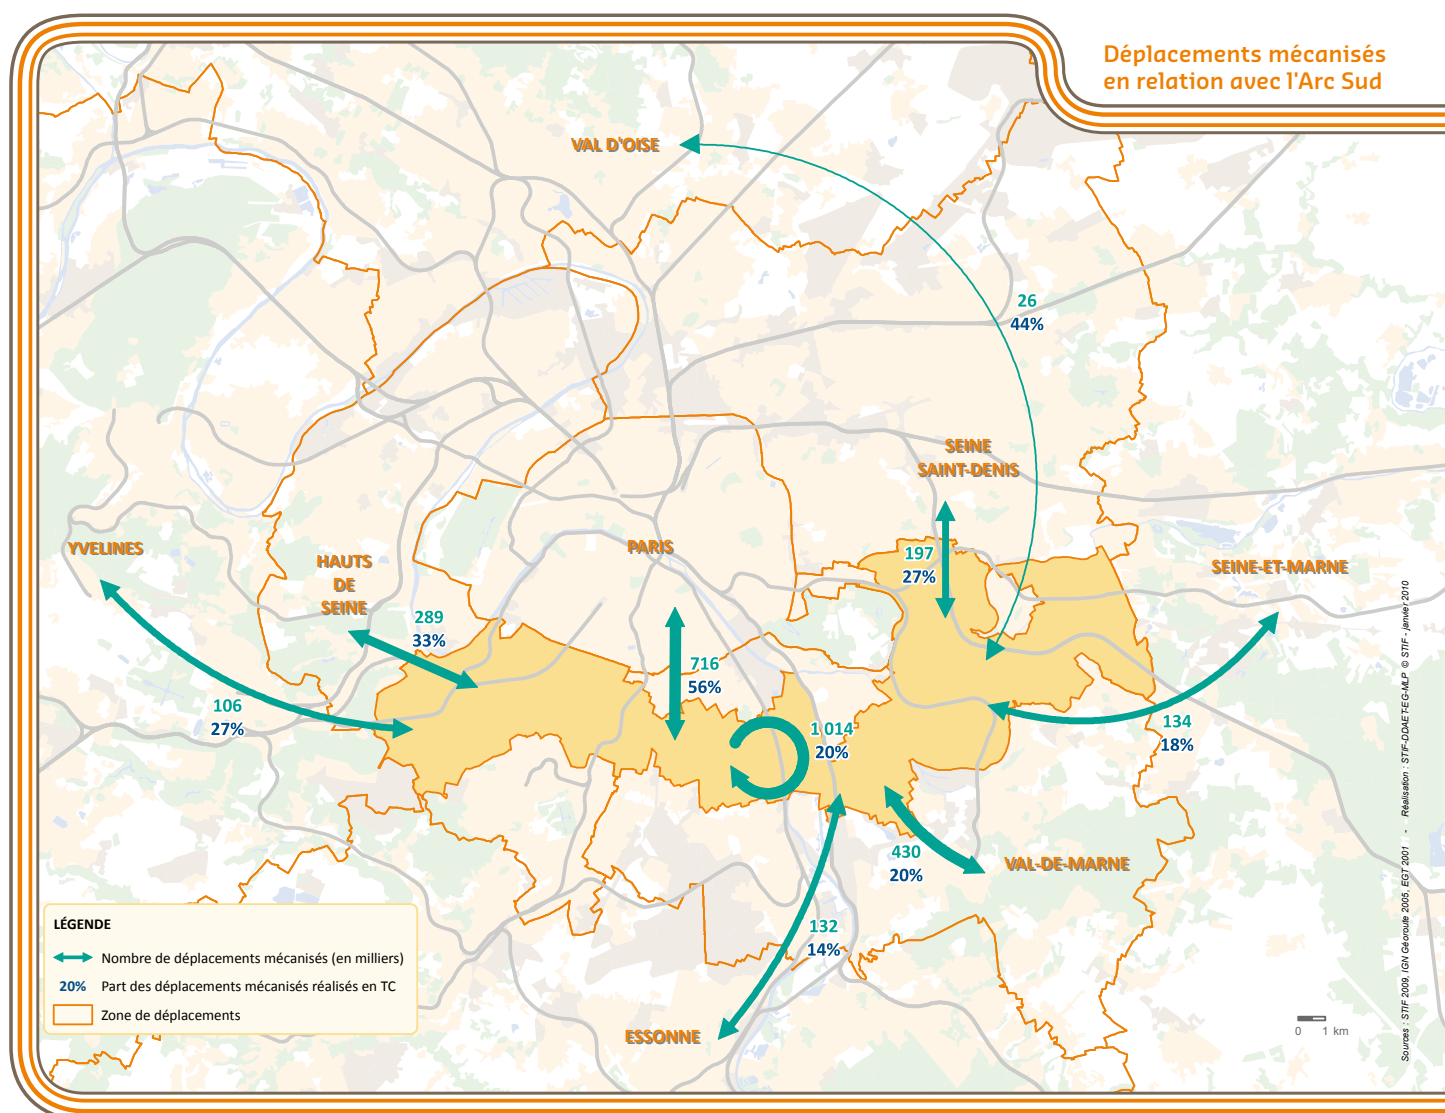 Déplacements mécanisés
en relation avec l'Arc Sud
VAL D'OISE
26
44%
SEINE
SAINT-DENIS
YVELINES
HAUTS
DE
SEINE
PARIS
197
27%
SEINE-ET-MARNE
289
33%
716
56%
106
27%
1 014
20%
134
18%
430
20%
VAL-DE-MARNE
132
14%
ESSONNE
LÉGENDE
Nombre de déplacements mécanisés (en milliers)
20% Part des déplacements mécanisés réalisés en TC
Zone de déplacements
0 1 km
Sources : STIF 2009, IGN Géoroute 2005, EGT 2001 - Réalisation : STIF-DDAET-EG-MLP © STIF - janvier 2010